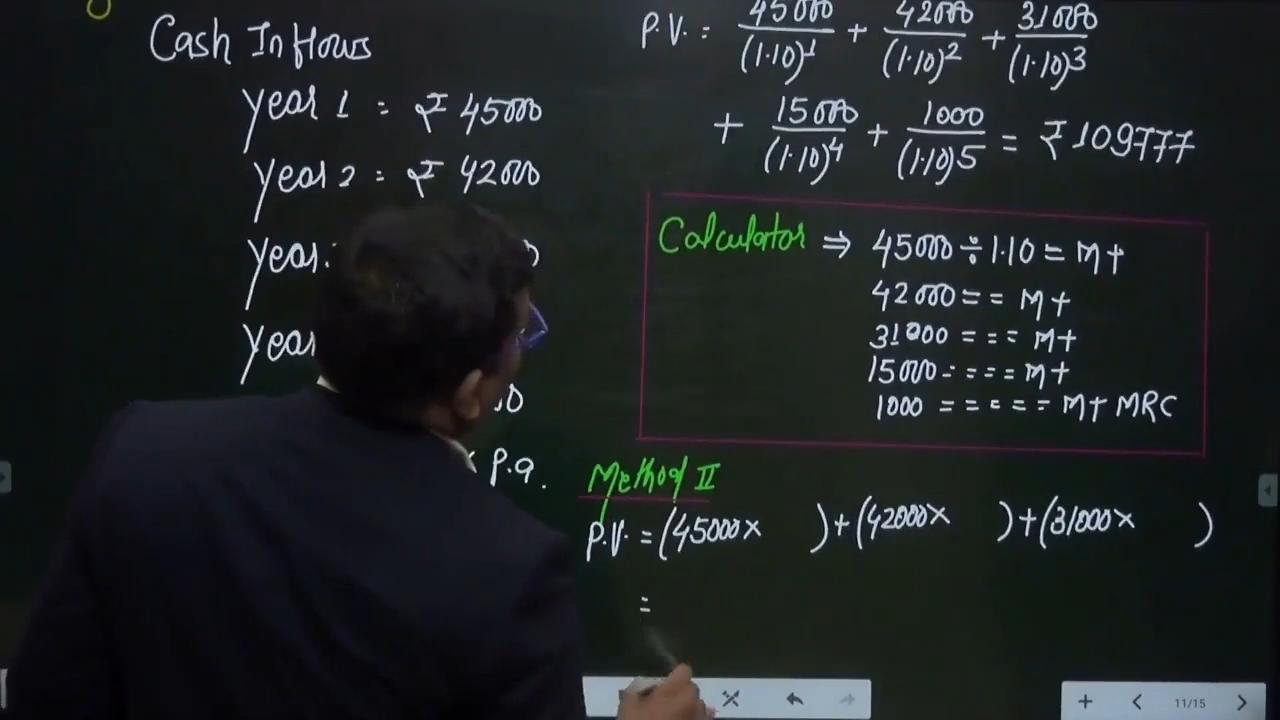 Cash Inflows
Year 1 = ₹ 45000
Year 2 = ₹ 42000
Year
Year
P.a.
P.V. = 45000/(1.10)^1 + 42000/(1.10)^2 + 31000/(1.10)^3
+ 15000/(1.10)^4 + 1000/(1.10)^5 = ₹ 109777
Calculator ⇒ 45000 ÷ 1.10 = M+
42000 = = M+
31000 = = = M+
15000 = = = = M+
1000 = = = = = M+ MRC
Method II
P.V. = (45000× ) + (42000× ) + (31000× )
=
11/15